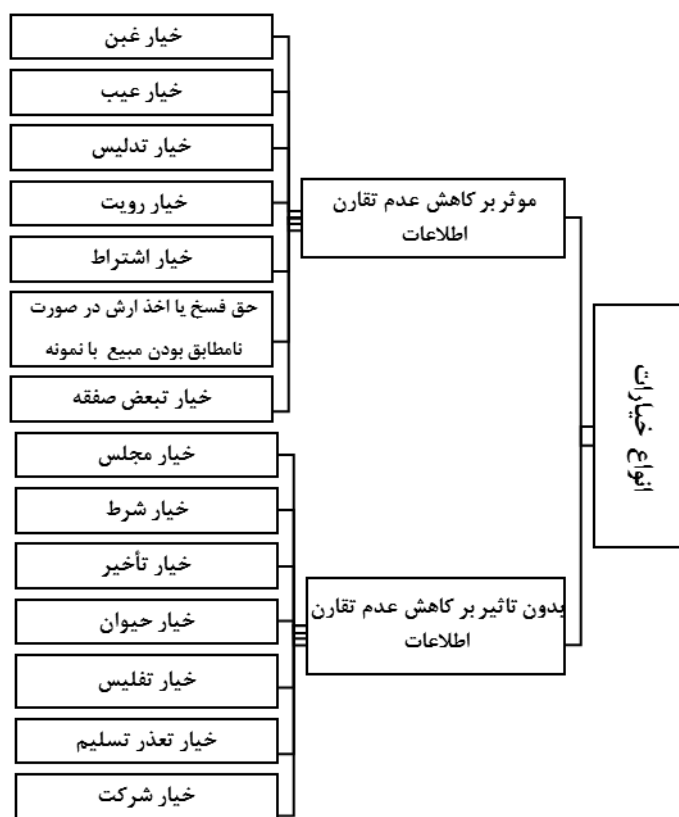 انواع خیارات
موثر بر کاهش عدم تقارن
اطلاعات
خیار غبن
خیار عیب
خیار تدلیس
خیار رویت
خیار اشتراط
حق فسخ یا اخذ ارش در صورت
نامطابق بودن مبیع با نمونه
خیار تبعض صفقه
بدون تاثیر بر کاهش عدم تقارن
اطلاعات
خیار مجلس
خیار شرط
خیار تأخیر
خیار حیوان
خیار تفلیس
خیار تعذر تسلیم
خیار شرکت